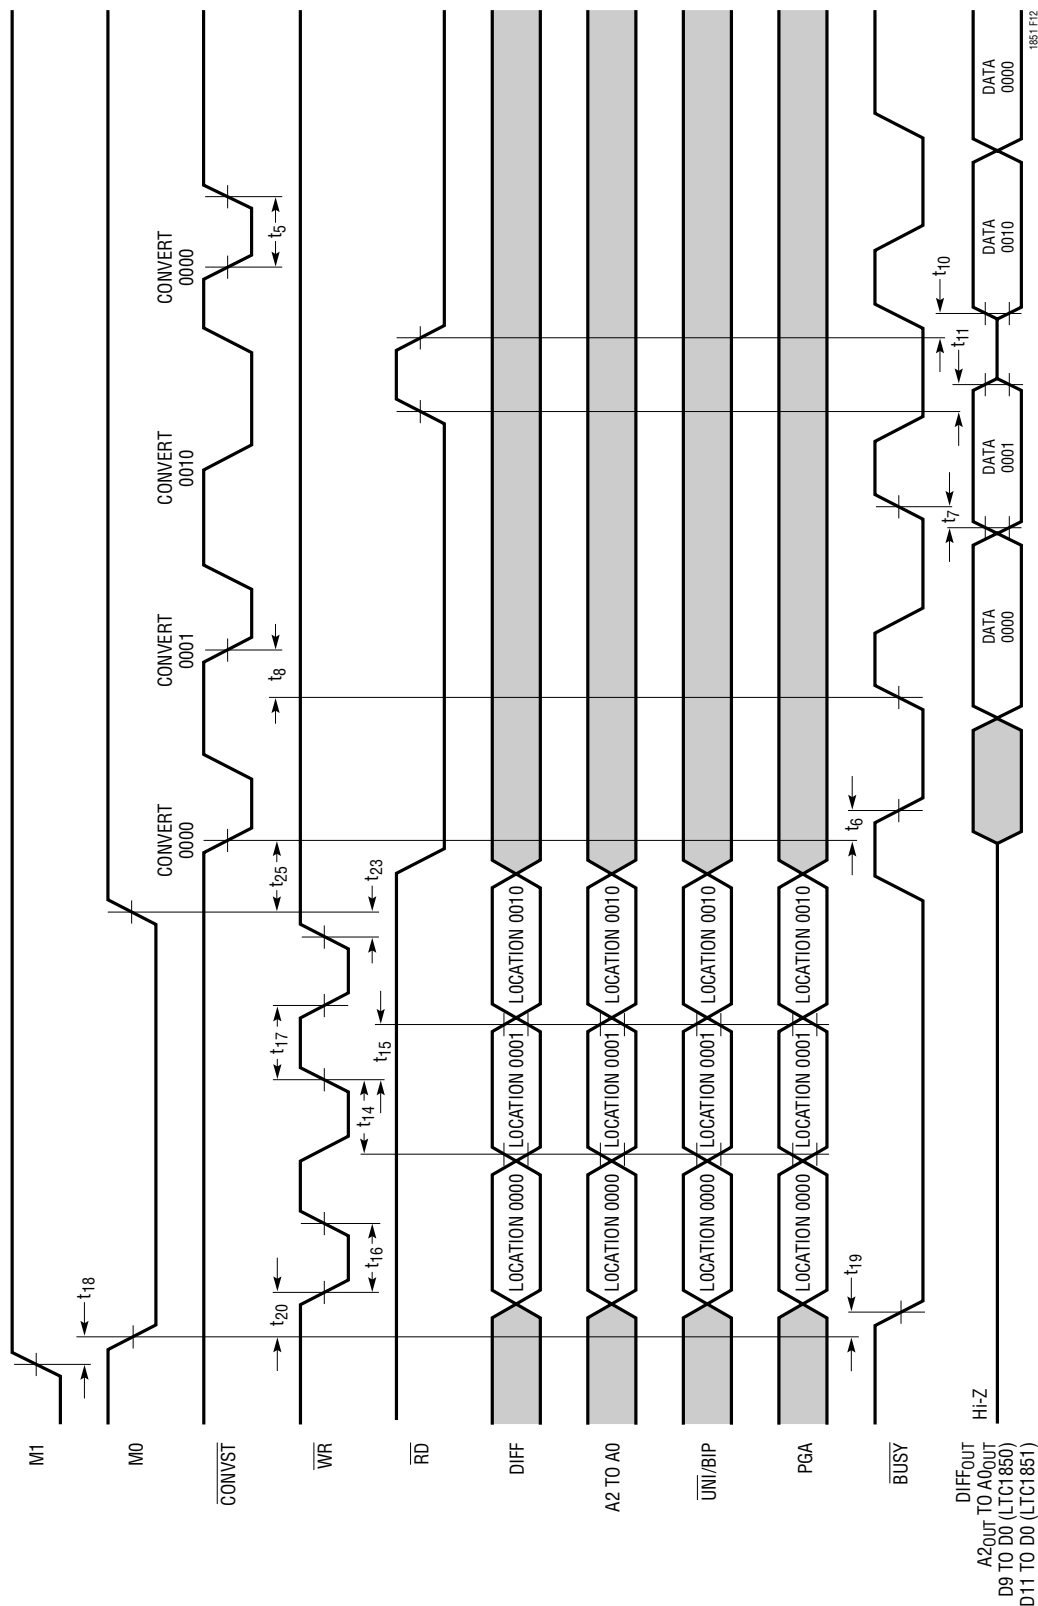 M1
t18
M0
CONVERT
0000
CONVERT
0001
CONVERT
0010
CONVERT
0000
CONVST
t20
t17
t25
t8
t5
WR
t16
t14
t15
t23
RD
DIFF
LOCATION 0000
LOCATION 0001
LOCATION 0010
A2 TO A0
LOCATION 0000
LOCATION 0001
LOCATION 0010
UNI/BIP
LOCATION 0000
LOCATION 0001
LOCATION 0010
PGA
LOCATION 0000
LOCATION 0001
LOCATION 0010
t19
t6
BUSY
t7
t11
t10
Hi-Z
DIFFOUT
A2OUT TO A0OUT
D9 TO D0 (LTC1850)
D11 TO D0 (LTC1851)
DATA
0000
DATA
0001
DATA
0010
DATA
0000
1851 F12